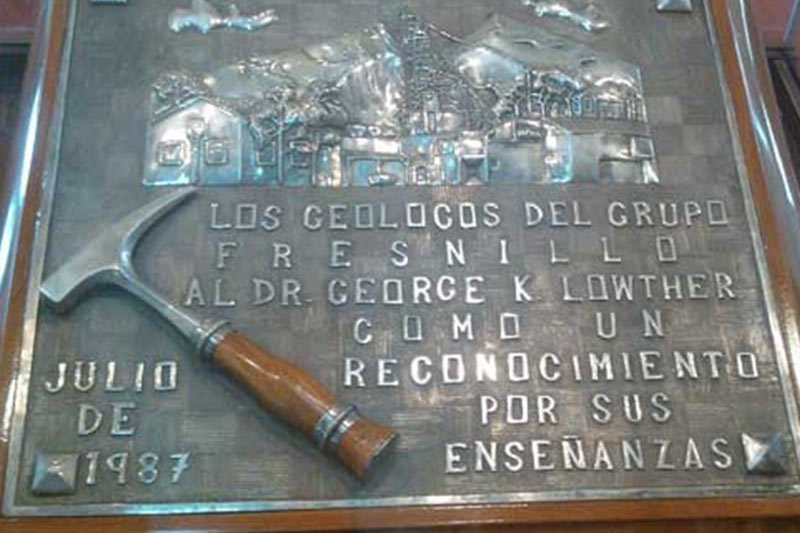 LOS GEOLOGOS DEL GRUPO
FRESNILLO
AL DR. GEORGE K. LOWTHER
COMO UN
RECONOCIMIENTO
POR SUS
ENSEÑANZAS
JULIO
DE
1987